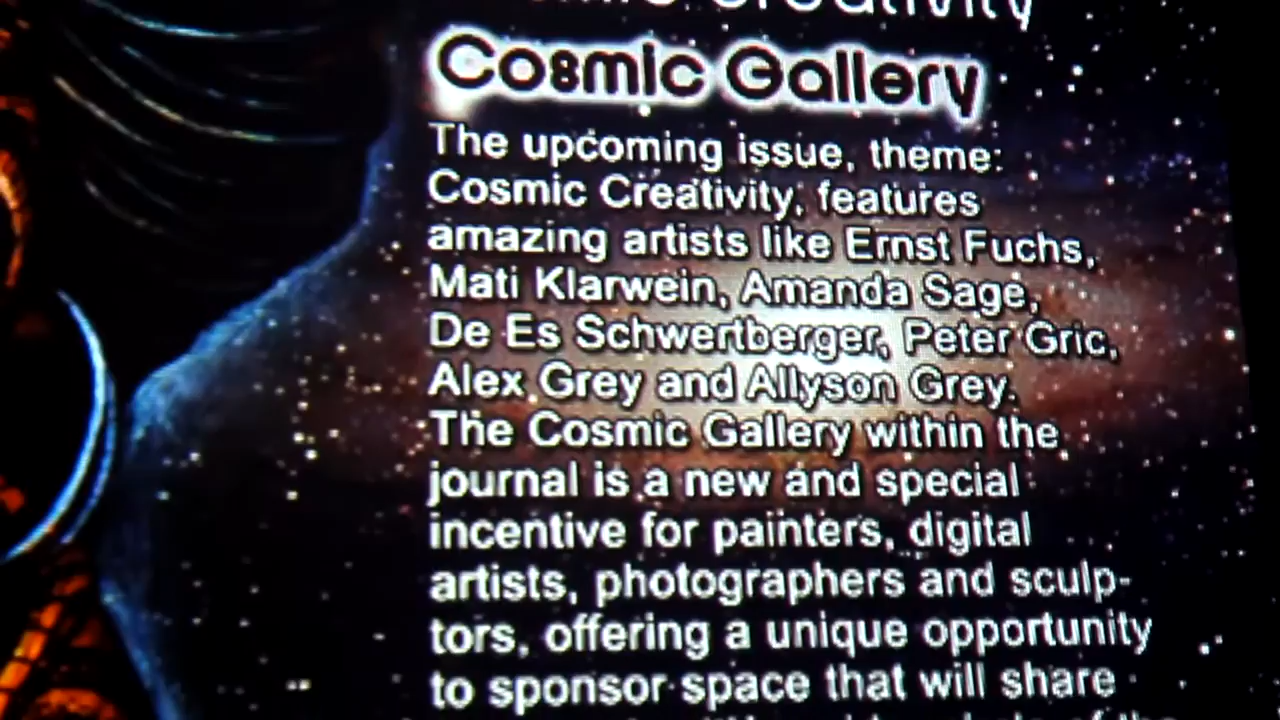 Creativity
Cosmic Gallery
The upcoming issue, theme:
Cosmic Creativity, features
amazing artists like Ernst Fuchs,
Mati Klarwein, Amanda Sage,
De Es Schwertberger, Peter Gric,
Alex Grey and Allyson Grey.
The Cosmic Gallery within the
journal is a new and special
incentive for painters, digital
artists, photographers and sculp-
tors, offering a unique opportunity
to sponsor space that will share